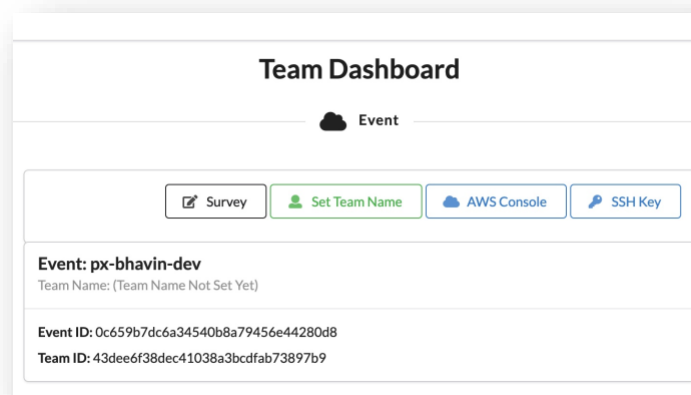 Team Dashboard
Event
Survey Set Team Name AWS Console SSH Key
Event: px-bhavin-dev
Team Name: (Team Name Not Set Yet)
Event ID: 0c659b7dc6a34540b8a79456e44280d8
Team ID: 43dee6f38dec41038a3bcdfab73897b9